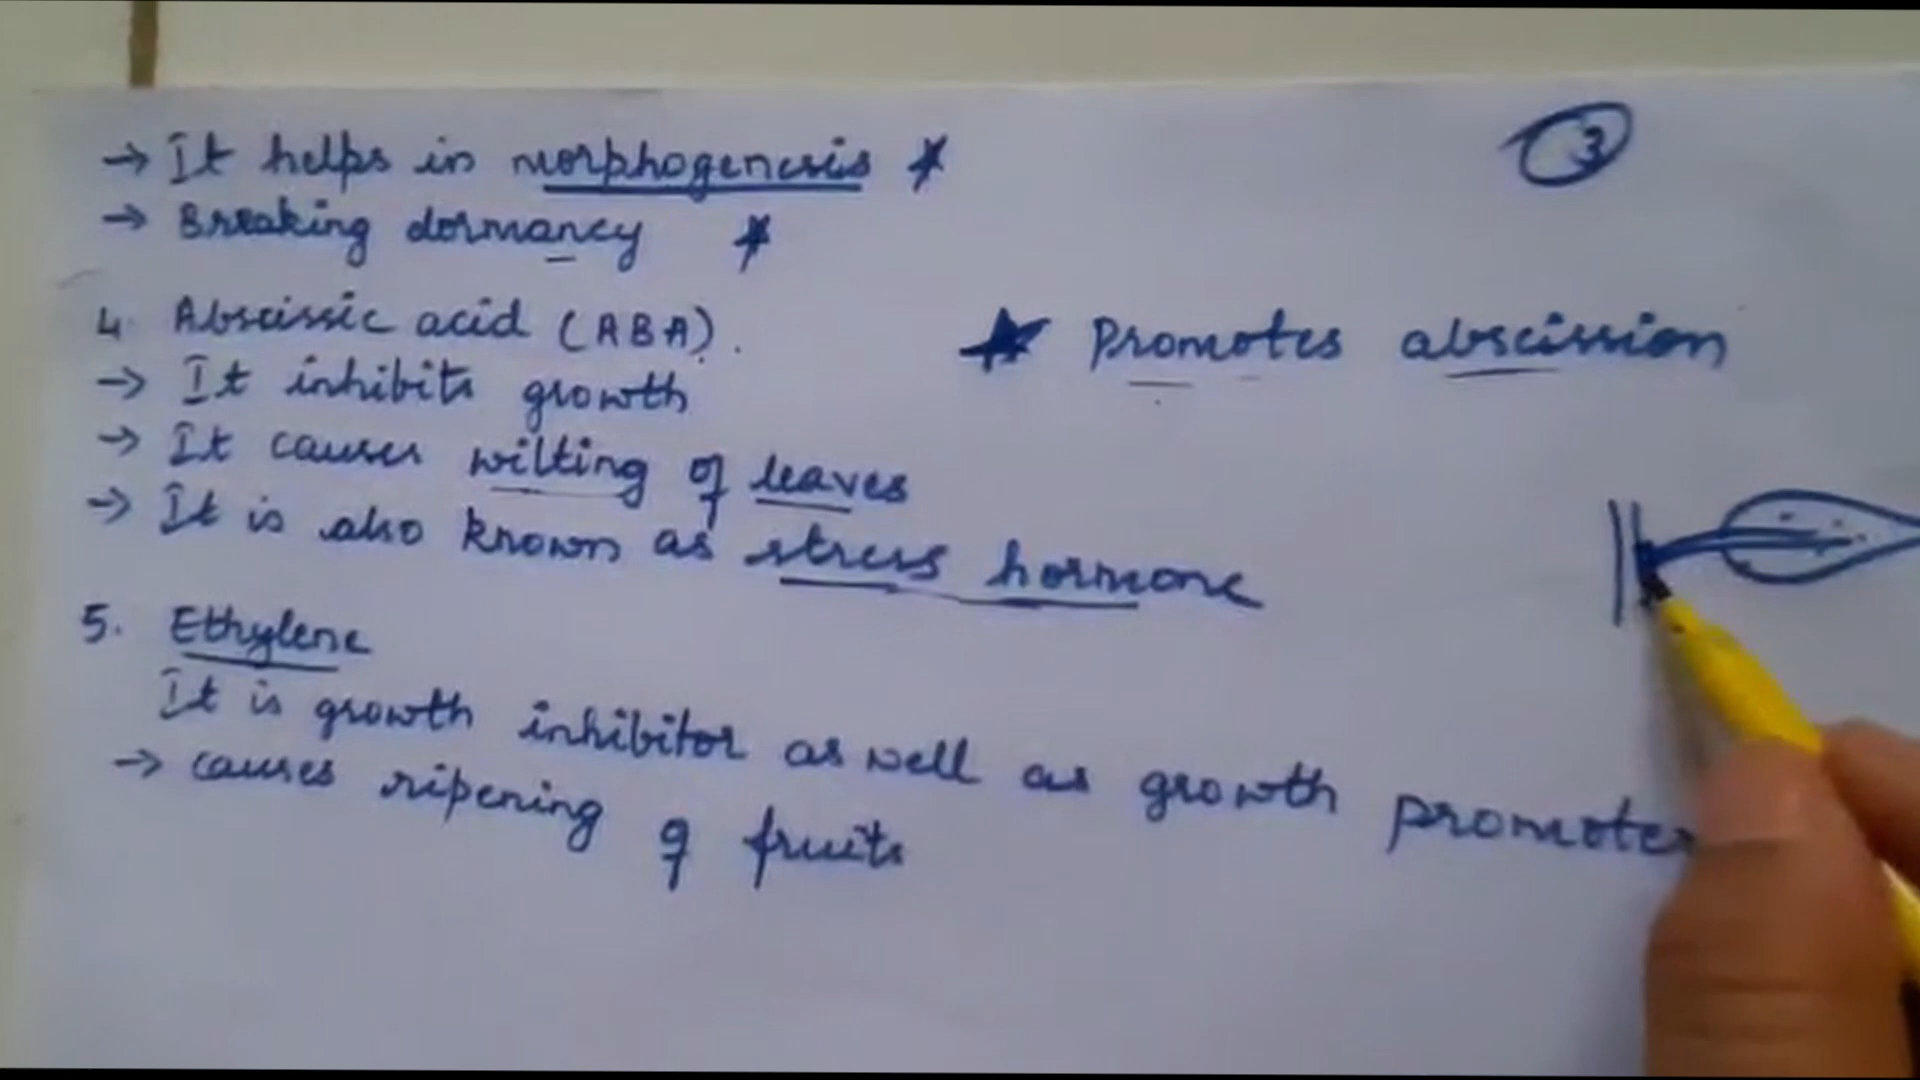 ③
→ It helps in morphogenesis ★
→ Breaking dormancy ★
4. Abscissic acid (ABA).
★ Promotes abscission
→ It inhibits growth
→ It causes wilting of leaves
→ It is also known as stress hormone
5. Ethylene
It is growth inhibitor as well as growth promoter
→ causes ripening of fruits